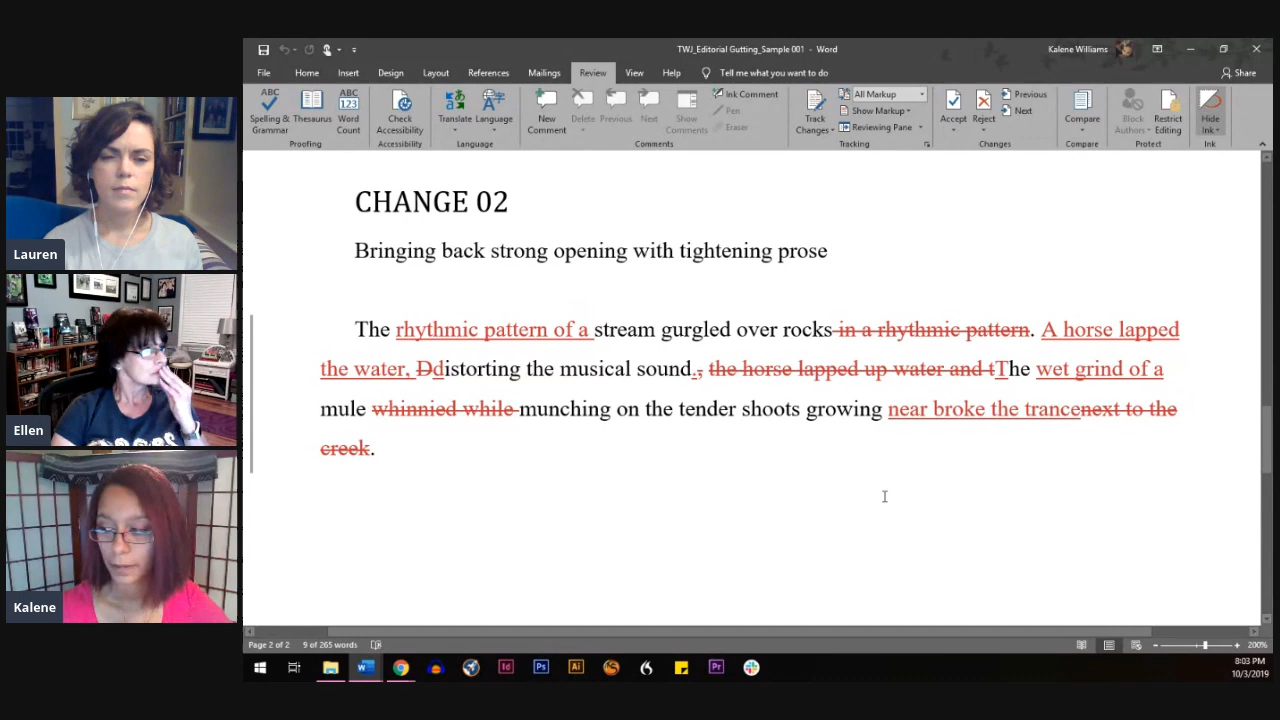 TWJ_Editorial Gutting_Sample 001 - Word
Kalene Williams
File Home Insert Design Layout References Mailings Review View Help Tell me what you want to do Share
ABC Spelling & Grammar
Thesaurus
ABC 123 Word Count
Proofing
Check Accessibility
Accessibility
Translate
Language
Language
New Comment
Delete
Previous
Next
Show Comments
Comments
Ink Comment
Pen
Eraser
Track Changes
All Markup
Show Markup
Reviewing Pane
Tracking
Accept
Reject
Previous
Next
Changes
Compare
Compare
Block Authors
Restrict Editing
Protect
Hide Ink
Ink
CHANGE 02
Bringing back strong opening with tightening prose
The rhythmic pattern of a stream gurgled over rocks in a rhythmic pattern. A horse lapped
the water, Ddistorting the musical sound., the horse lapped up water and tThe wet grind of a
mule whinnied while munching on the tender shoots growing near broke the trancenext to the
creek.
Lauren
Ellen
Kalene
Page 2 of 2 9 of 265 words
200%
Id Ps Ai Pr
8:03 PM
10/3/2019